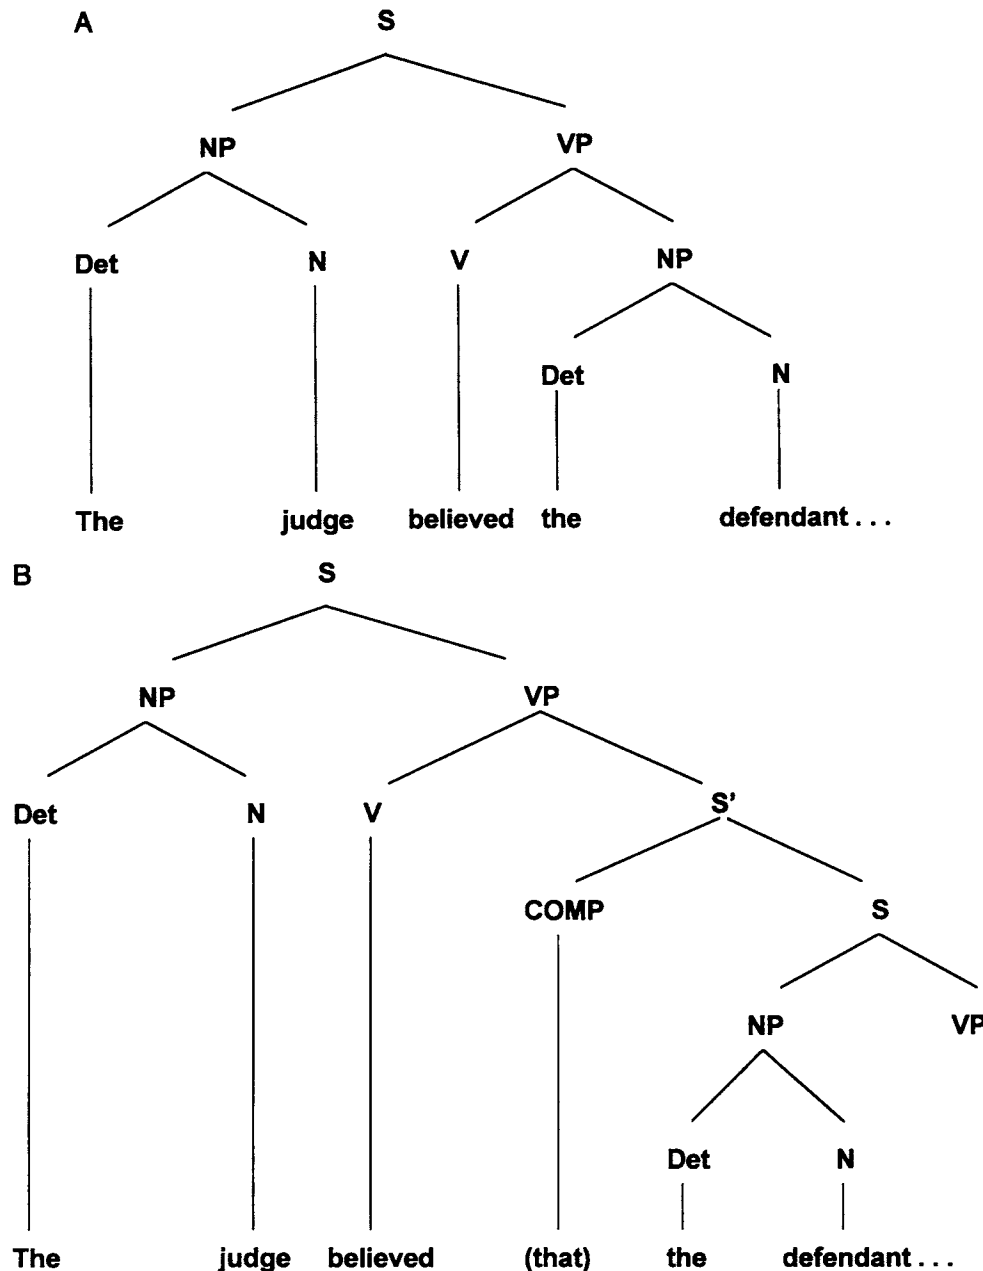 A S
NP VP
Det N V NP
Det N
The judge believed the defendant . . .
B S
NP VP
Det N V S’
COMP S
NP VP
Det N
The judge believed (that) the defendant . . .